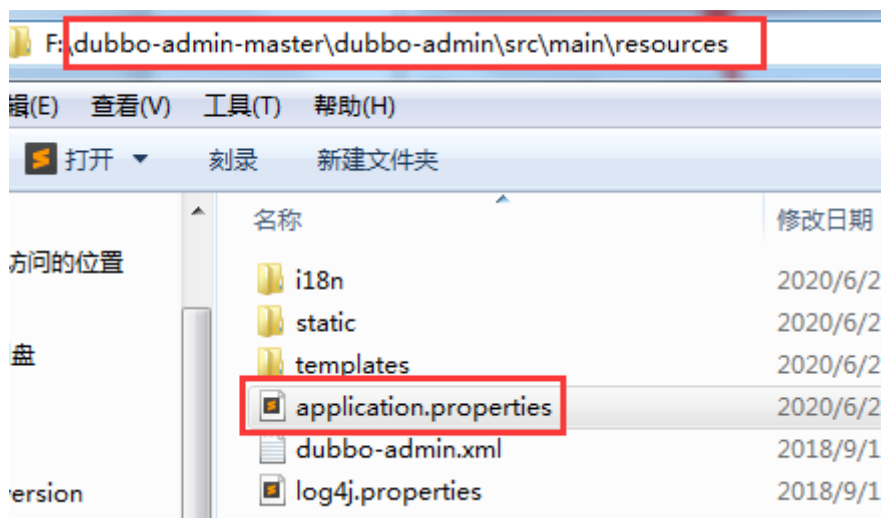 F:\dubbo-admin-master\dubbo-admin\src\main\resources
辑(E) 查看(V) 工具(T) 帮助(H)
打开 刻录 新建文件夹
名称 修改日期
访问的位置
i18n 2020/6/2
static 2020/6/2
盘
templates 2020/6/2
application.properties 2020/6/2
dubbo-admin.xml 2018/9/1
ersion
log4j.properties 2018/9/1